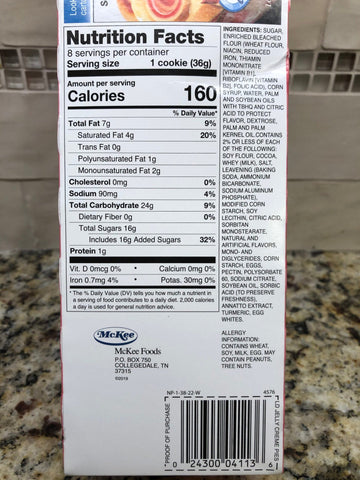 Nutrition Facts
8 servings per container
Serving size 1 cookie (36g)
Amount per serving
Calories 160
% Daily Value*
Total Fat 7g 9%
Saturated Fat 4g 20%
Trans Fat 0g
Polyunsaturated Fat 1g
Monounsaturated Fat 2g
Cholesterol 0mg 0%
Sodium 90mg 4%
Total Carbohydrate 24g 9%
Dietary Fiber 0g 0%
Total Sugars 16g
Includes 16g Added Sugars 32%
Protein 1g
Vit. D 0mcg 0% • Calcium 0mg 0%
Iron 0.7mg 4% • Potas. 30mg 0%
* The % Daily Value (DV) tells you how much a nutrient in
a serving of food contributes to a daily diet. 2,000 calories
a day is used for general nutrition advice.
INGREDIENTS: SUGAR,
ENRICHED BLEACHED
FLOUR (WHEAT FLOUR,
NIACIN, REDUCED
IRON, THIAMIN
MONONITRATE
[VITAMIN B1],
RIBOFLAVIN [VITAMIN
B2], FOLIC ACID), CORN
SYRUP, WATER, PALM
AND SOYBEAN OILS
WITH TBHQ AND CITRIC
ACID TO PROTECT
FLAVOR, DEXTROSE,
PALM AND PALM
KERNEL OIL.CONTAINS
2% OR LESS OF EACH
OF THE FOLLOWING:
SOY FLOUR, COCOA,
WHEY (MILK), SALT,
LEAVENING (BAKING
SODA, AMMONIUM
BICARBONATE,
SODIUM ALUMINUM
PHOSPHATE),
MODIFIED CORN
STARCH, SOY
LECITHIN, CITRIC ACID,
SORBITAN
MONOSTEARATE,
NATURAL AND
ARTIFICIAL FLAVORS,
MONO- AND
DIGLYCERIDES, CORN
STARCH, EGGS,
PECTIN, POLYSORBATE
60, SODIUM CITRATE,
SOYBEAN OIL, SORBIC
ACID (TO PRESERVE
FRESHNESS),
ANNATTO EXTRACT,
TURMERIC, EGG
WHITES.
ALLERGY
INFORMATION:
CONTAINS WHEAT,
SOY, MILK, EGG. MAY
CONTAIN PEANUTS,
TREE NUTS.
McKee
McKee Foods
P.O. BOX 750
COLLEGEDALE, TN
37315
©2019
NP-1-38-22-W 4576
PROOF OF PURCHASE
0 24300 04113 6
LD JELLY CREME PIES